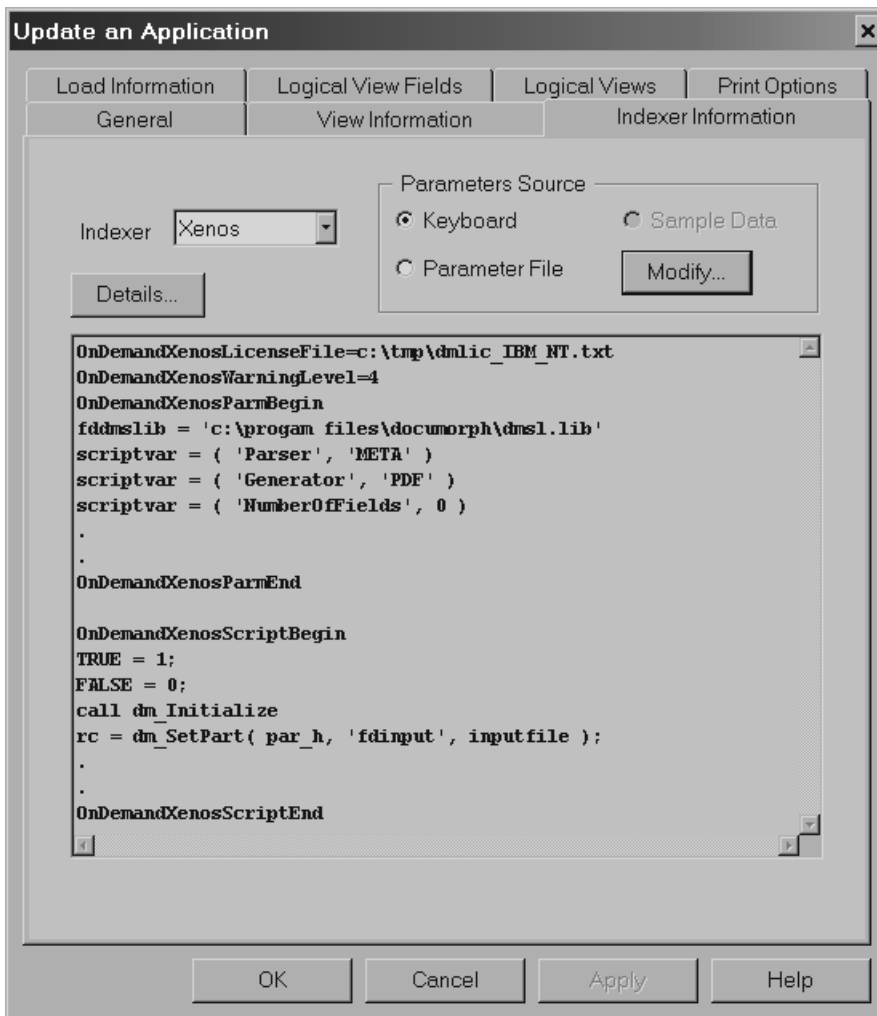 Update an Application
Load Information Logical View Fields Logical Views Print Options
General View Information Indexer Information
Parameters Source
Indexer Xenos Keyboard Sample Data
Parameter File Modify...
Details...
OnDemandXenosLicenseFile=c:\tmp\dmlic_IBM_NT.txt
OnDemandXenosWarningLevel=4
OnDemandXenosParmBegin
fddmslib = 'c:\progam files\documorph\dmsl.lib'
scriptvar = ( 'Parser', 'META' )
scriptvar = ( 'Generator', 'PDF' )
scriptvar = ( 'NumberOfFields', 0 )
.
.
OnDemandXenosParmEnd
OnDemandXenosScriptBegin
TRUE = 1;
FALSE = 0;
call dm_Initialize
rc = dm_SetPart( par_h, 'fdinput', inputfile );
.
.
OnDemandXenosScriptEnd
OK Cancel Apply Help